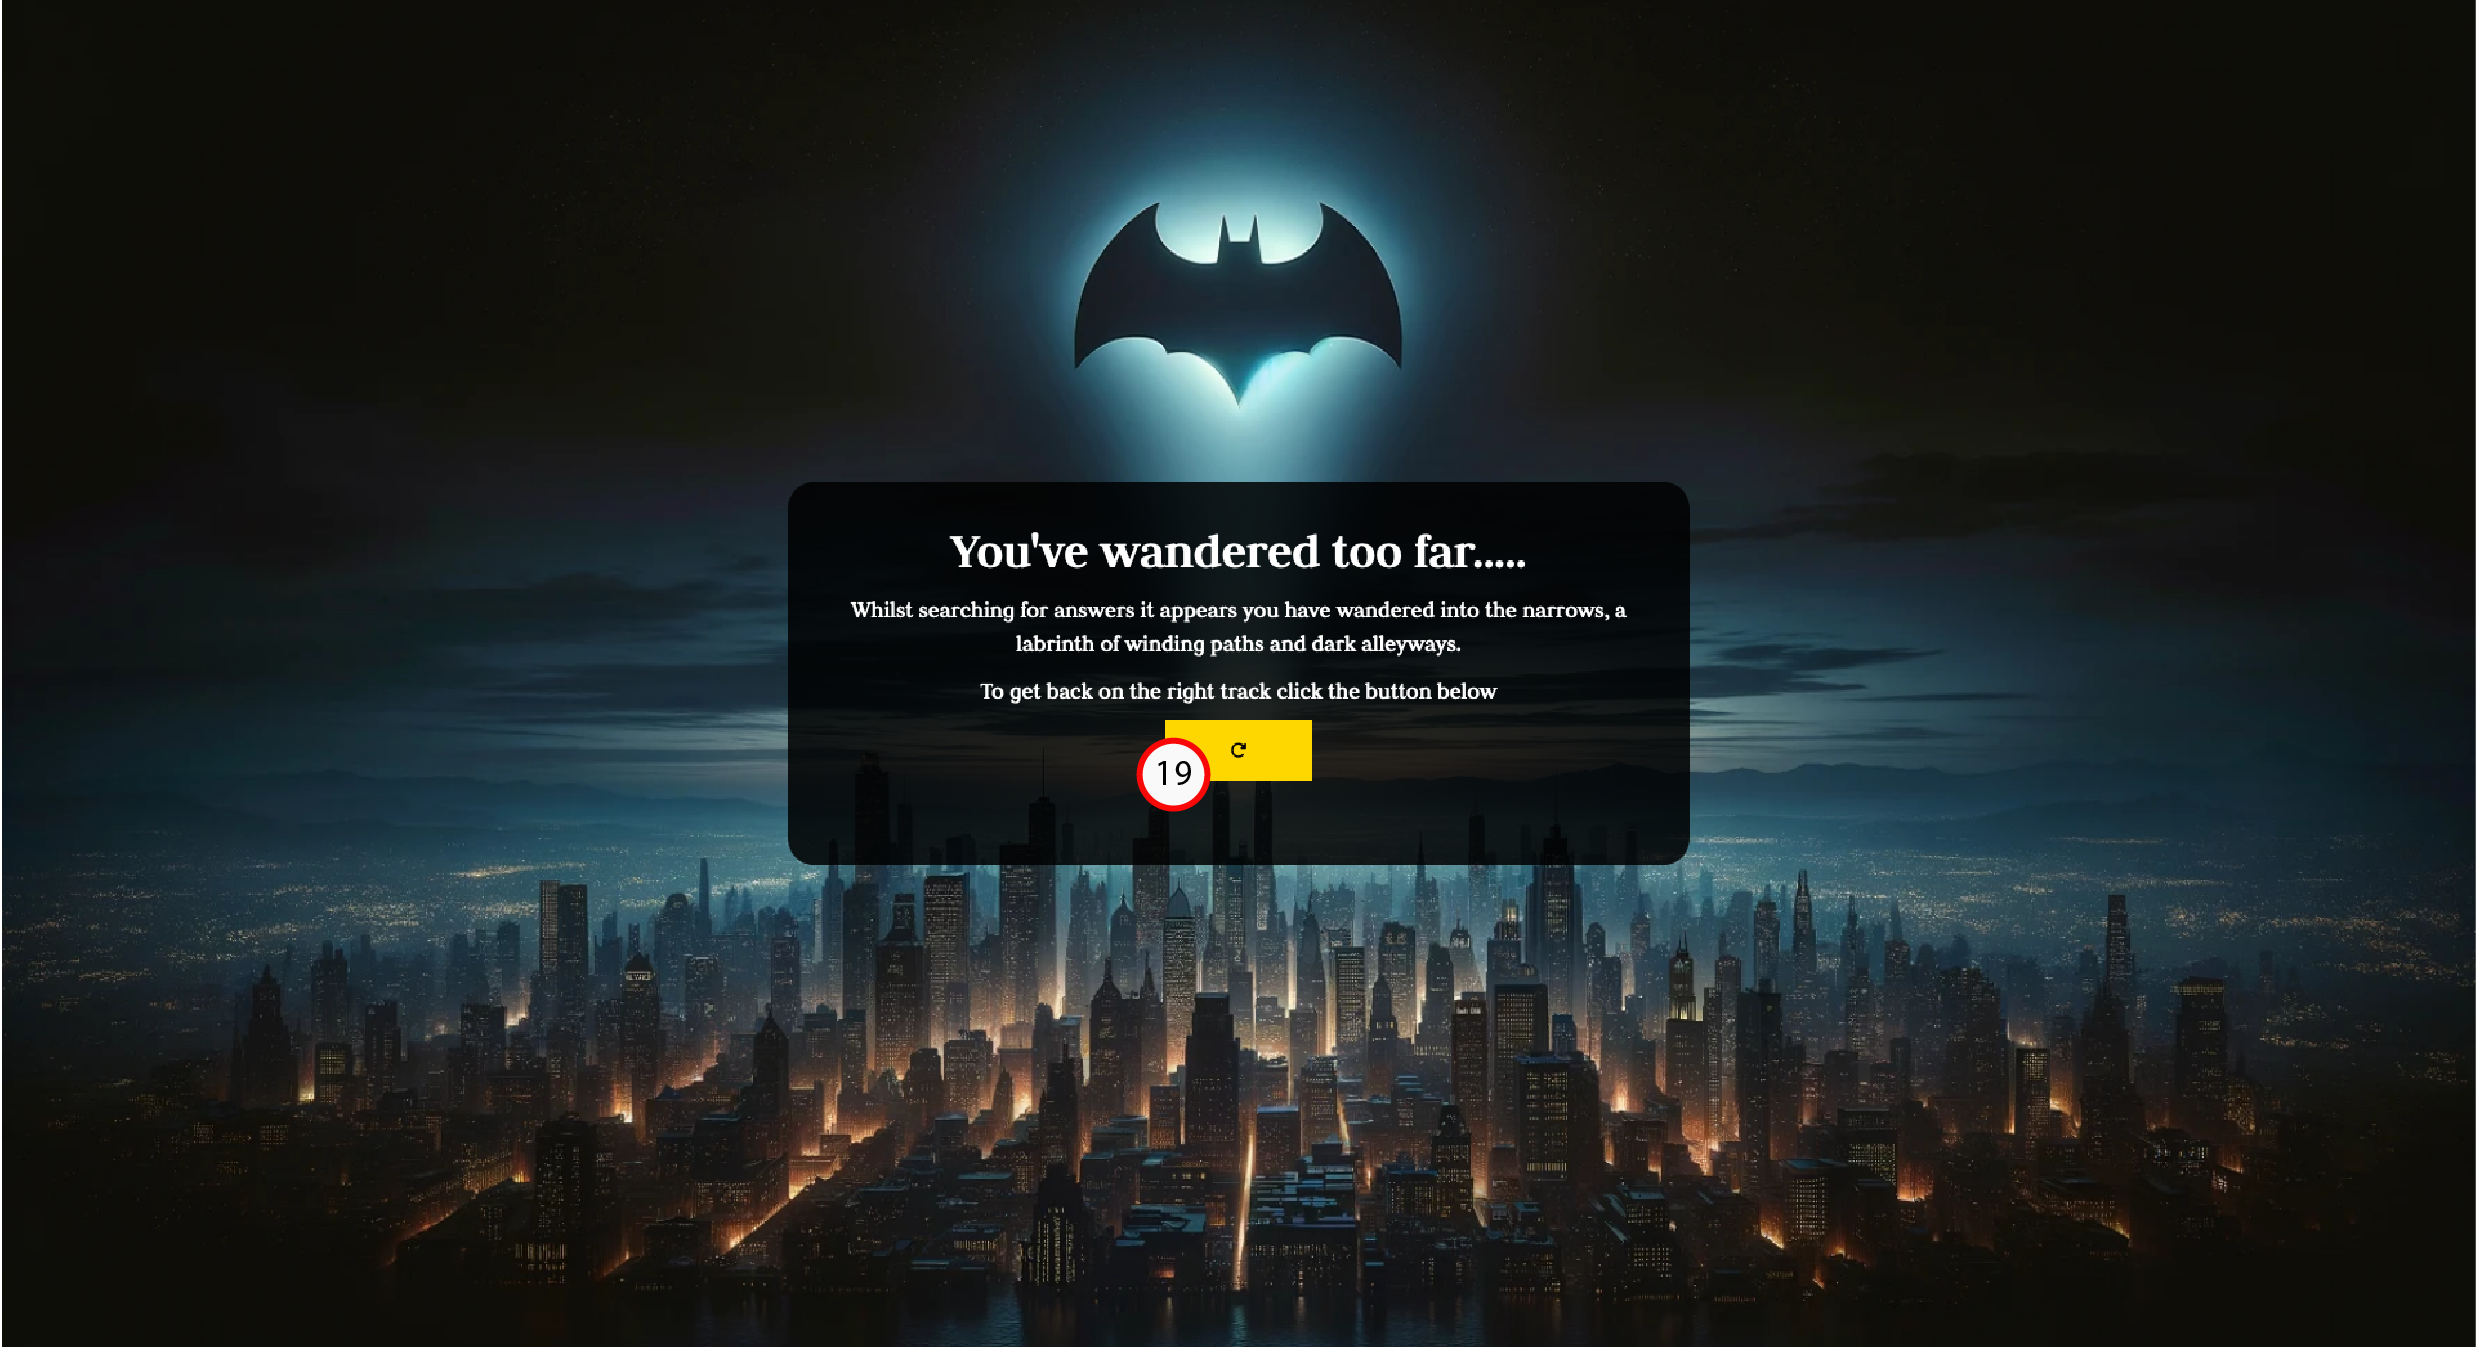 You've wandered too far.....
Whilst searching for answers it appears you have wandered into the narrows, a
labrinth of winding paths and dark alleyways.
To get back on the right track click the button below
19